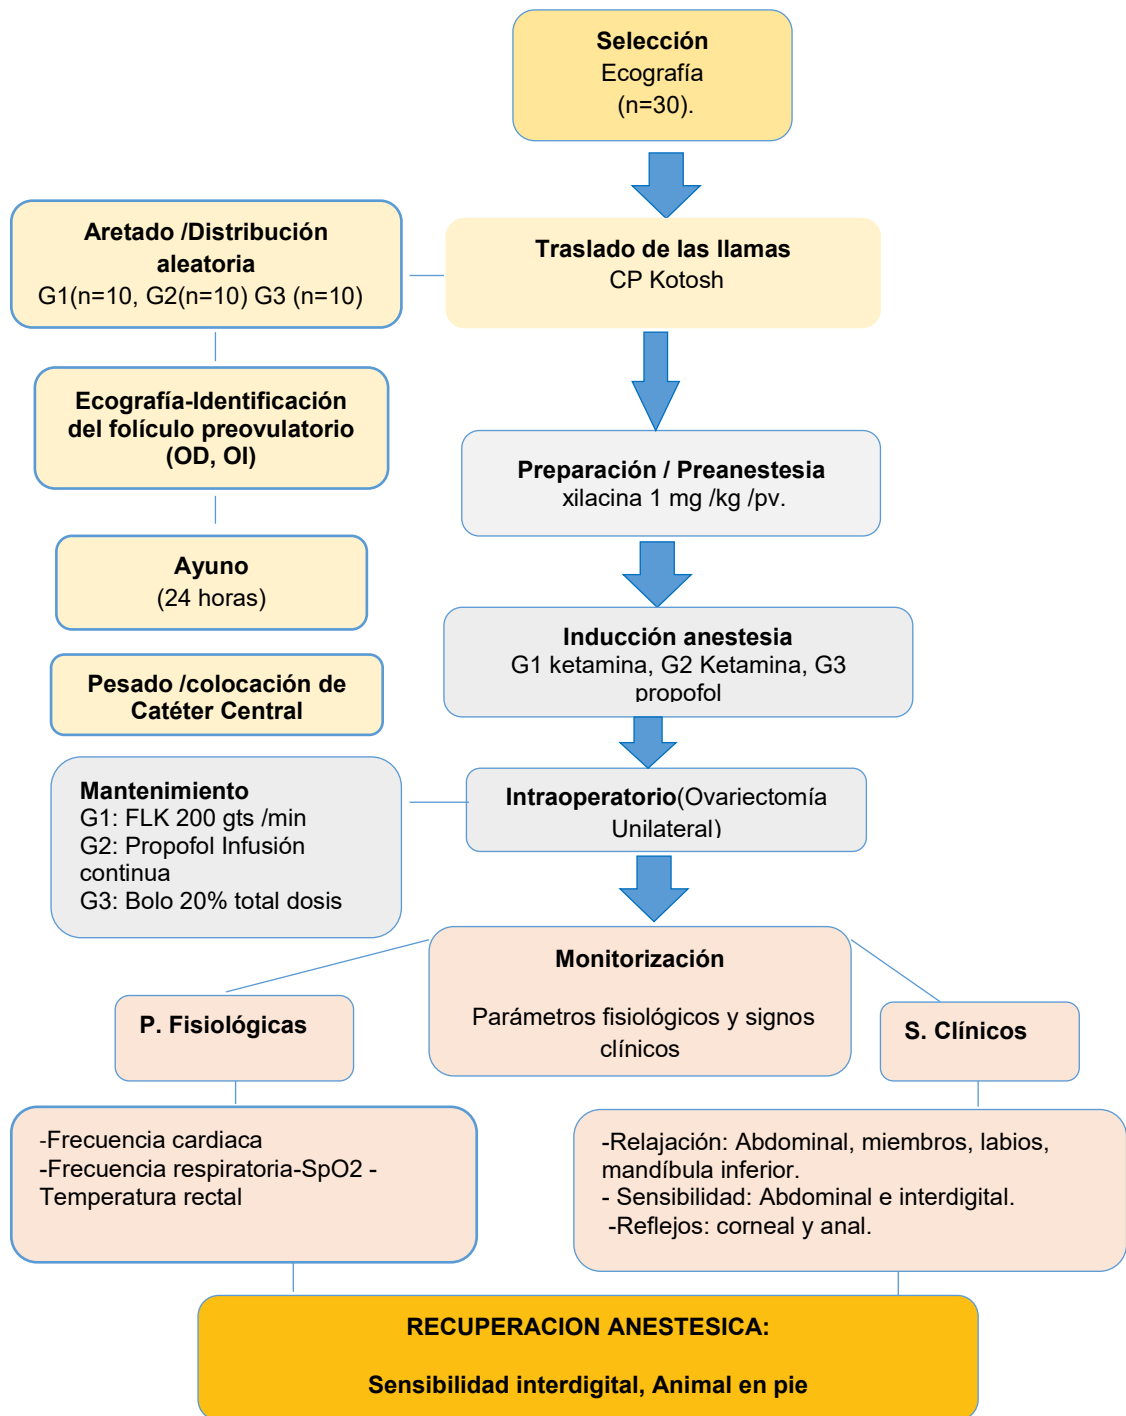 Selección
Ecografía
(n=30).
Aretado /Distribución
aleatoria
G1(n=10, G2(n=10) G3 (n=10)
Traslado de las llamas
CP Kotosh
Ecografía-Identificación
del folículo preovulatorio
(OD, OI)
Ayuno
(24 horas)
Pesado /colocación de
Catéter Central
Preparación / Preanestesia
xilacina 1 mg /kg /pv.
Inducción anestesia
G1 ketamina, G2 Ketamina, G3
propofol
Mantenimiento
G1: FLK 200 gts /min
G2: Propofol Infusión
continua
G3: Bolo 20% total dosis
Intraoperatorio(Ovariectomía
Unilateral)
Monitorización
Parámetros fisiológicos y signos
clínicos
P. Fisiológicas
S. Clínicos
-Frecuencia cardiaca
-Frecuencia respiratoria-SpO2 -
Temperatura rectal
-Relajación: Abdominal, miembros, labios,
mandíbula inferior.
- Sensibilidad: Abdominal e interdigital.
-Reflejos: corneal y anal.
RECUPERACION ANESTESICA:
Sensibilidad interdigital, Animal en pie